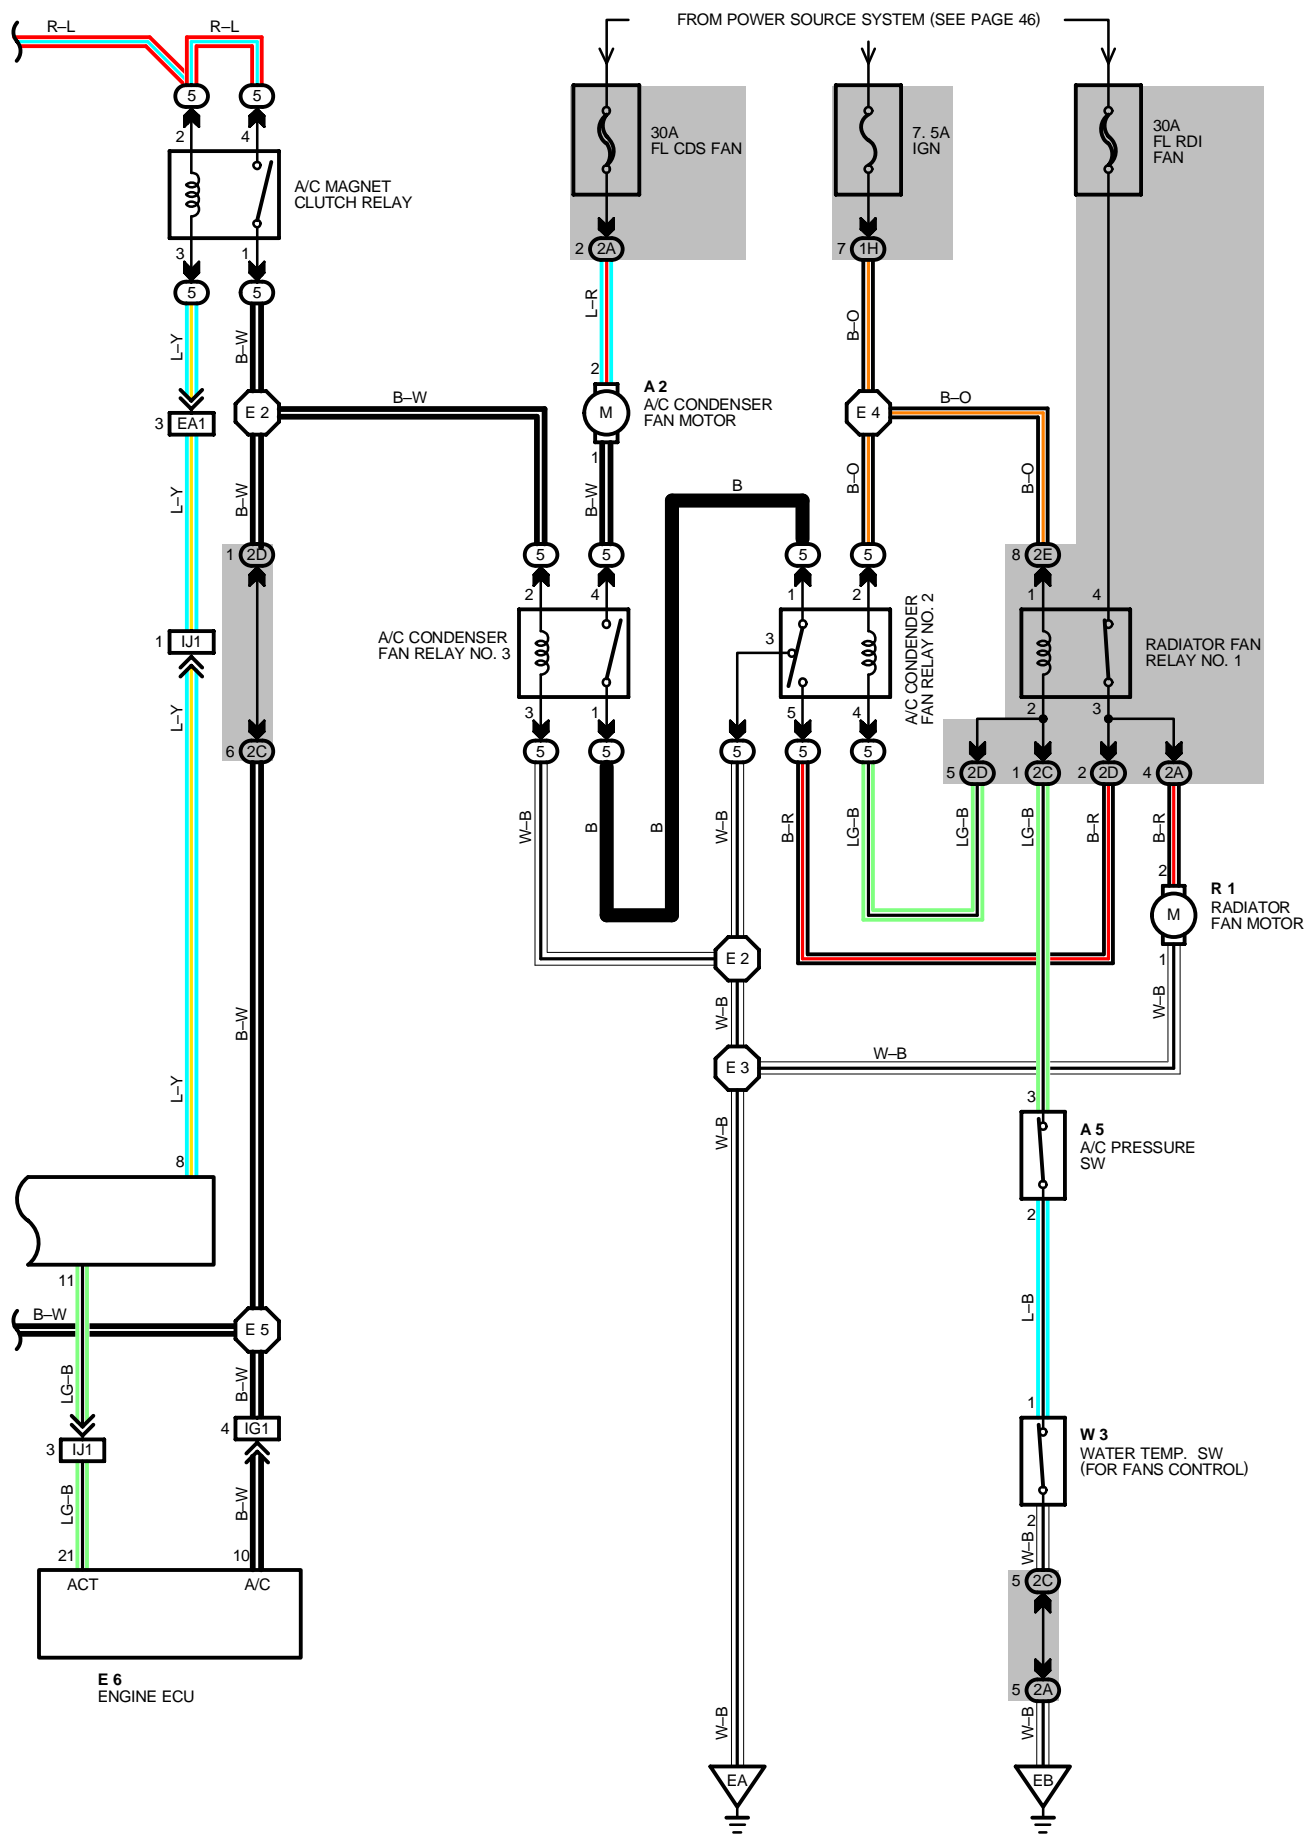 FROM POWER SOURCE SYSTEM (SEE PAGE 46)
R–L
R–L
5
5
2
4
A/C MAGNET
CLUTCH RELAY
3
1
5
5
30A
FL CDS FAN
7. 5A
IGN
30A
FL RDI
FAN
2
2A
7
1H
L–R
B–O
L–Y
B–W
2
M
A 2
A/C CONDENSER
FAN MOTOR
1
3
EA1
E 2
B–W
E 4
B–O
L–Y
B–W
B–W
B
B–O
B–O
1
2D
5
5
5
5
8
2E
2
4
1
2
1
4
1
IJ1
A/C CONDENSER
FAN RELAY NO. 3
3
A/C CONDENDER
FAN RELAY NO. 2
RADIATOR FAN
RELAY NO. 1
L–Y
3
1
5
4
2
3
6
2C
5
5
5
5
5
5
2D
1
2C
2
2D
4
2A
W–B
B
B
W–B
B–R
LG–B
LG–B
LG–B
B–R
B–R
2
M
R 1
RADIATOR
FAN MOTOR
1
E 2
W–B
W–B
B–W
E 3
W–B
W–B
L–Y
8
3
A 5
A/C PRESSURE
SW
2
11
B–W
E 5
L–B
LG–B
B–W
1
3
IJ1
4
IG1
W 3
WATER TEMP. SW
(FOR FANS CONTROL)
LG–B
B–W
2
W–B
21
10
ACT
A/C
5
2C
E 6
ENGINE ECU
5
2A
W–B
W–B
EA
EB